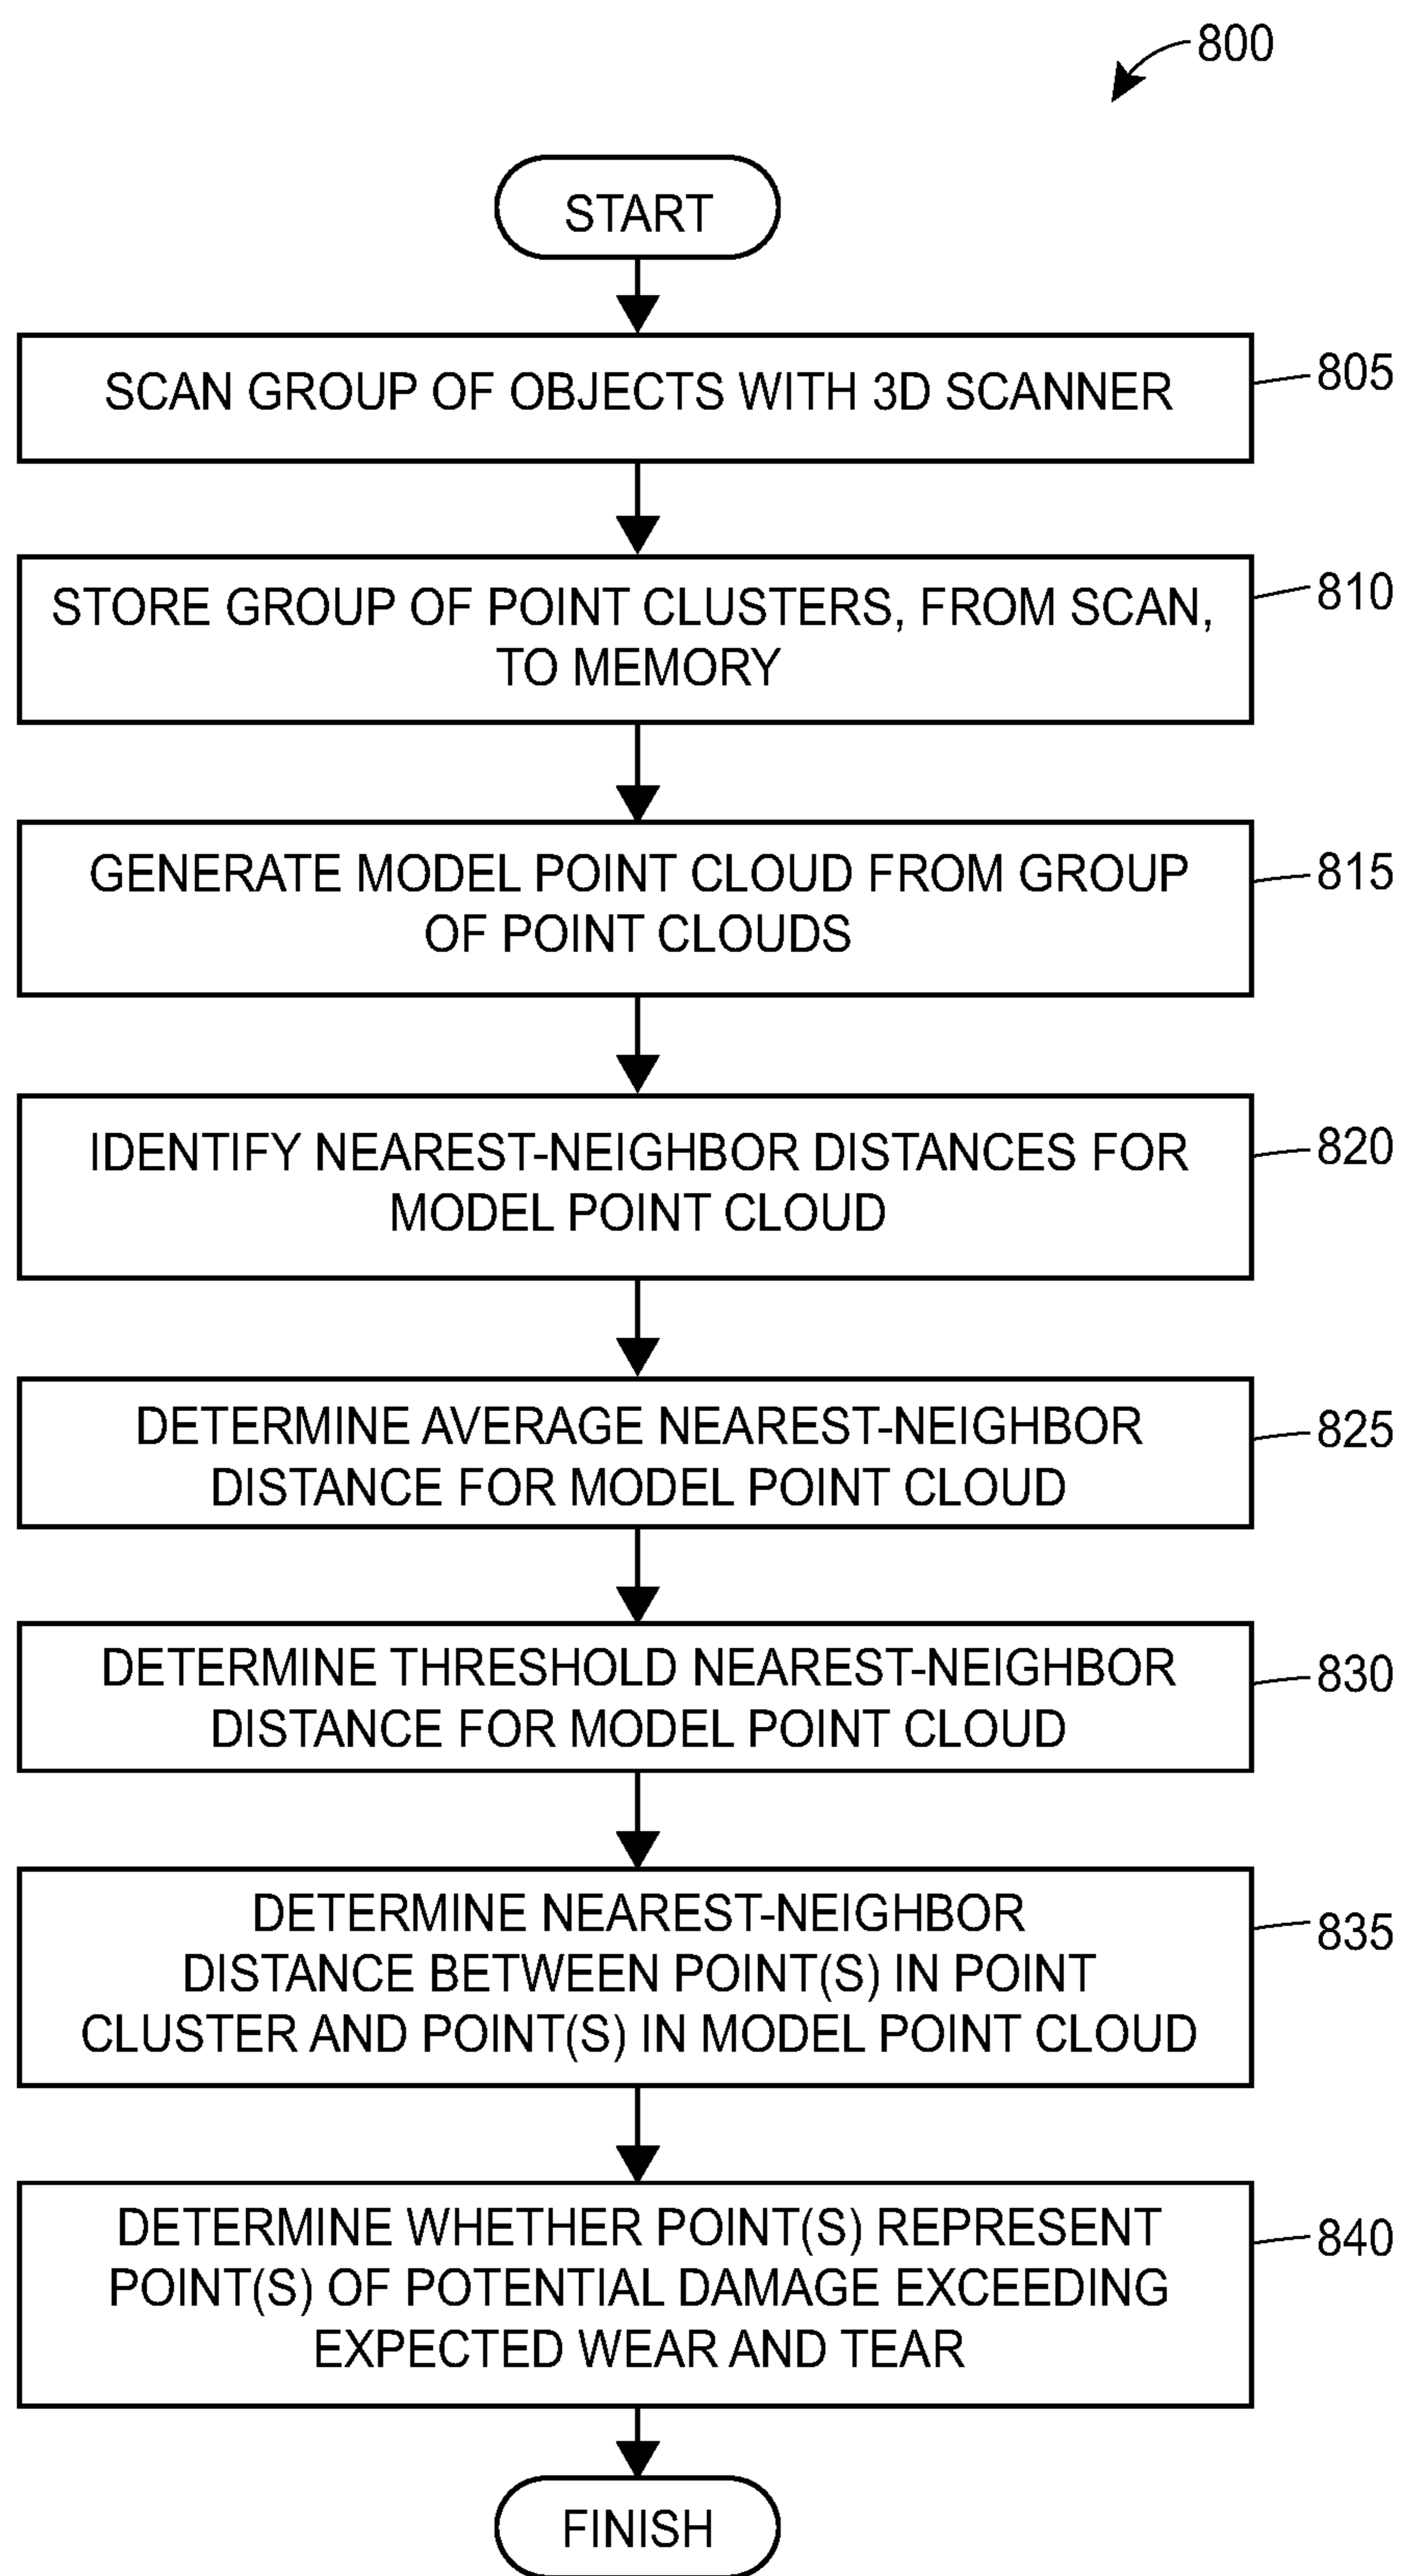 800
START
SCAN GROUP OF OBJECTS WITH 3D SCANNER
805
STORE GROUP OF POINT CLUSTERS, FROM SCAN,
TO MEMORY
810
GENERATE MODEL POINT CLOUD FROM GROUP
OF POINT CLOUDS
815
IDENTIFY NEAREST-NEIGHBOR DISTANCES FOR
MODEL POINT CLOUD
820
DETERMINE AVERAGE NEAREST-NEIGHBOR
DISTANCE FOR MODEL POINT CLOUD
825
DETERMINE THRESHOLD NEAREST-NEIGHBOR
DISTANCE FOR MODEL POINT CLOUD
830
DETERMINE NEAREST-NEIGHBOR
DISTANCE BETWEEN POINT(S) IN POINT
CLUSTER AND POINT(S) IN MODEL POINT CLOUD
835
DETERMINE WHETHER POINT(S) REPRESENT
POINT(S) OF POTENTIAL DAMAGE EXCEEDING
EXPECTED WEAR AND TEAR
840
FINISH